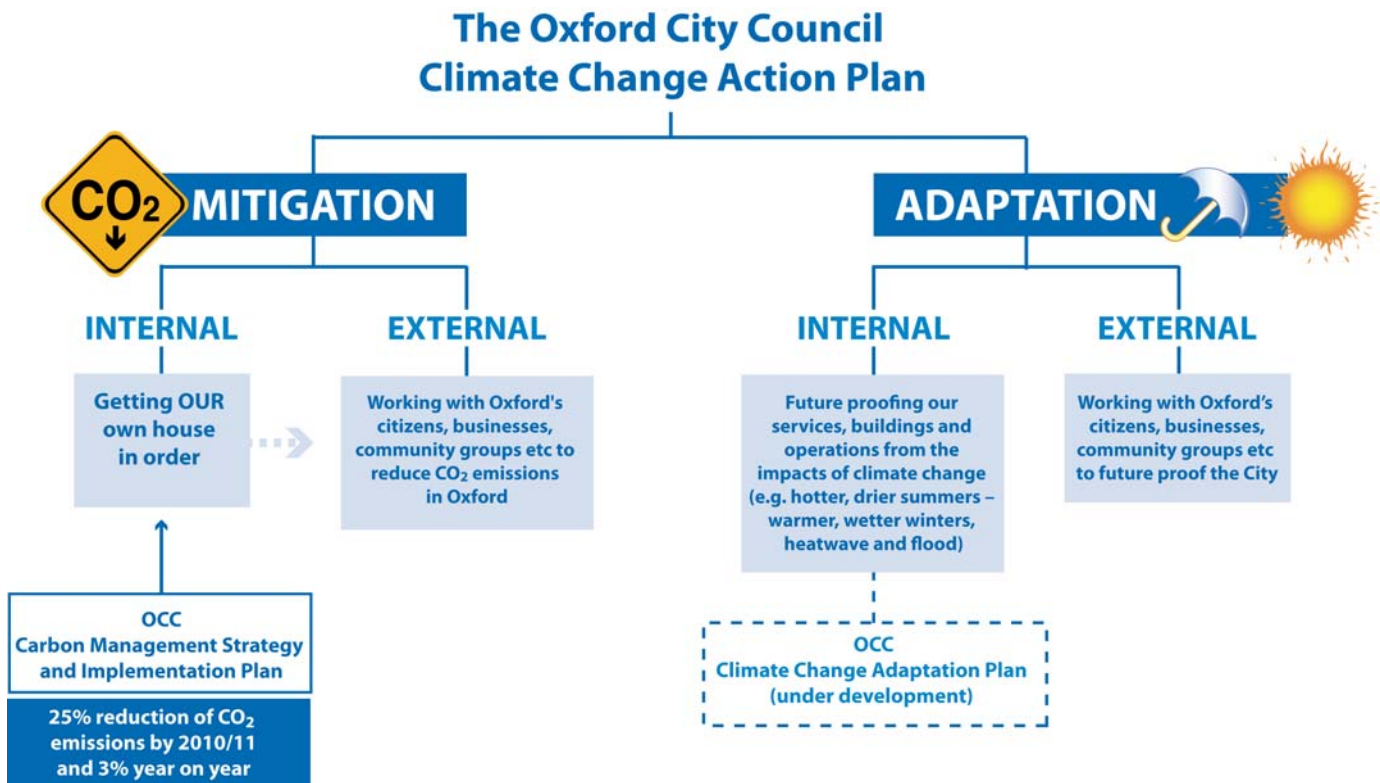 The Oxford City Council
Climate Change Action Plan
CO₂
MITIGATION
ADAPTATION
INTERNAL
EXTERNAL
INTERNAL
EXTERNAL
Getting OUR
own house
in order
Working with Oxford's
citizens, businesses,
community groups etc to
reduce CO₂ emissions
in Oxford
Future proofing our
services, buildings and
operations from the
impacts of climate change
(e.g. hotter, drier summers –
warmer, wetter winters,
heatwave and flood)
Working with Oxford’s
citizens, businesses,
community groups etc
to future proof the City
OCC
Carbon Management Strategy
and Implementation Plan
25% reduction of CO₂
emissions by 2010/11
and 3% year on year
OCC
Climate Change Adaptation Plan
(under development)